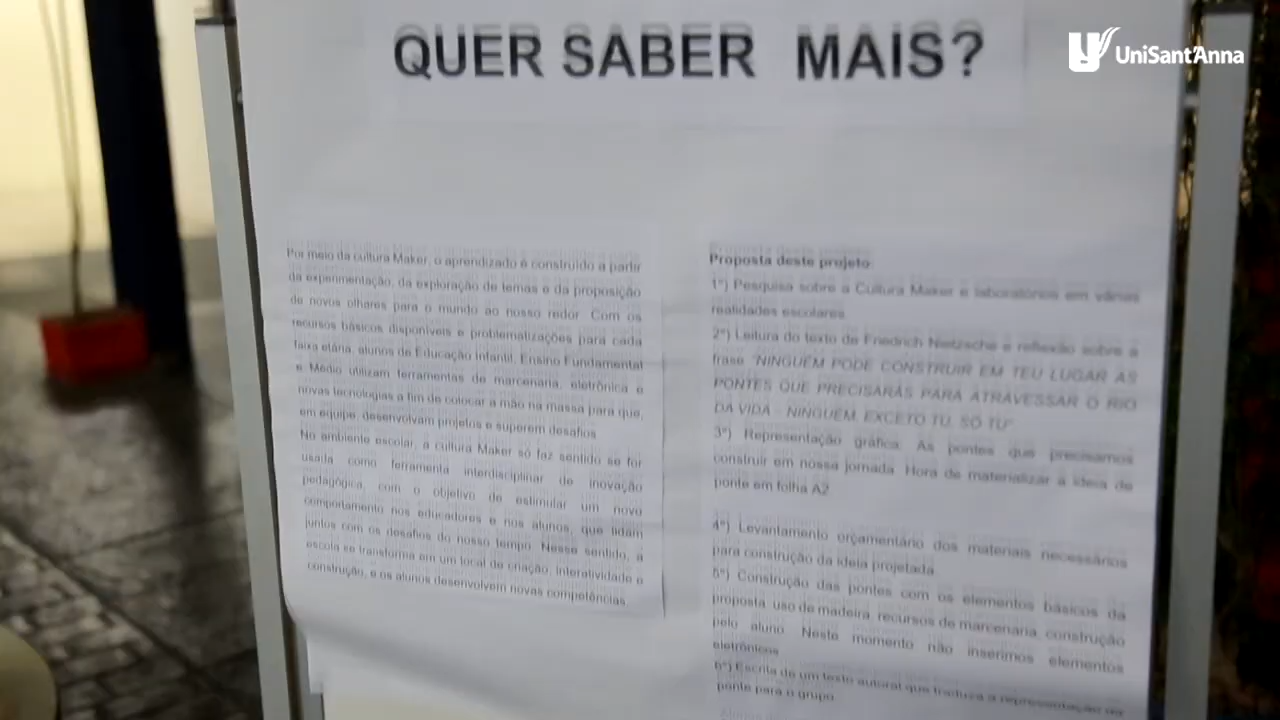 QUER SABER MAIS?
UniSant'Anna
Por meio da cultura Maker, o aprendizado é construído a partir
da experimentação, da exploração de temas e da proposição
de novos olhares para o mundo ao nosso redor. Com os
recursos básicos disponíveis e problematizações para cada
faixa etária, alunos de Educação Infantil, Ensino Fundamental
e Médio utilizam ferramentas de marcenaria, eletrônica e
novas tecnologias a fim de colocar a mão na massa para que,
em equipe, desenvolvam projetos e superem desafios.
No ambiente escolar, a cultura Maker só faz sentido se for
usada como ferramenta interdisciplinar de inovação
pedagógica, com o objetivo de estimular um novo
comportamento nos educadores e nos alunos, que lidam
juntos com os desafios do nosso tempo. Nesse sentido, a
escola se transforma em um local de criação, interatividade e
construção, e os alunos desenvolvem novas competências.
Proposta deste projeto:
1º) Pesquisa sobre a Cultura Maker e laboratórios em várias
realidades escolares.
2º) Leitura do texto de Friedrich Nietzsche e reflexão sobre a
frase "NINGUÉM PODE CONSTRUIR EM TEU LUGAR AS
PONTES QUE PRECISARÁS PARA ATRAVESSAR O RIO
DA VIDA - NINGUÉM, EXCETO TU, SÓ TU"
3º) Representação gráfica: As pontes que precisamos
construir em nossa jornada. Hora de materializar a ideia de
ponte em folha A2.
4º) Levantamento orçamentário dos materiais necessários
para construção da ideia projetada.
5º) Construção das pontes com os elementos básicos da
proposta: uso de madeira, recursos de marcenaria, construção
pelo aluno. Neste momento não inserimos elementos
eletrônicos.
6º) Escrita de um texto autoral que traduza a representação da
ponte para o grupo.